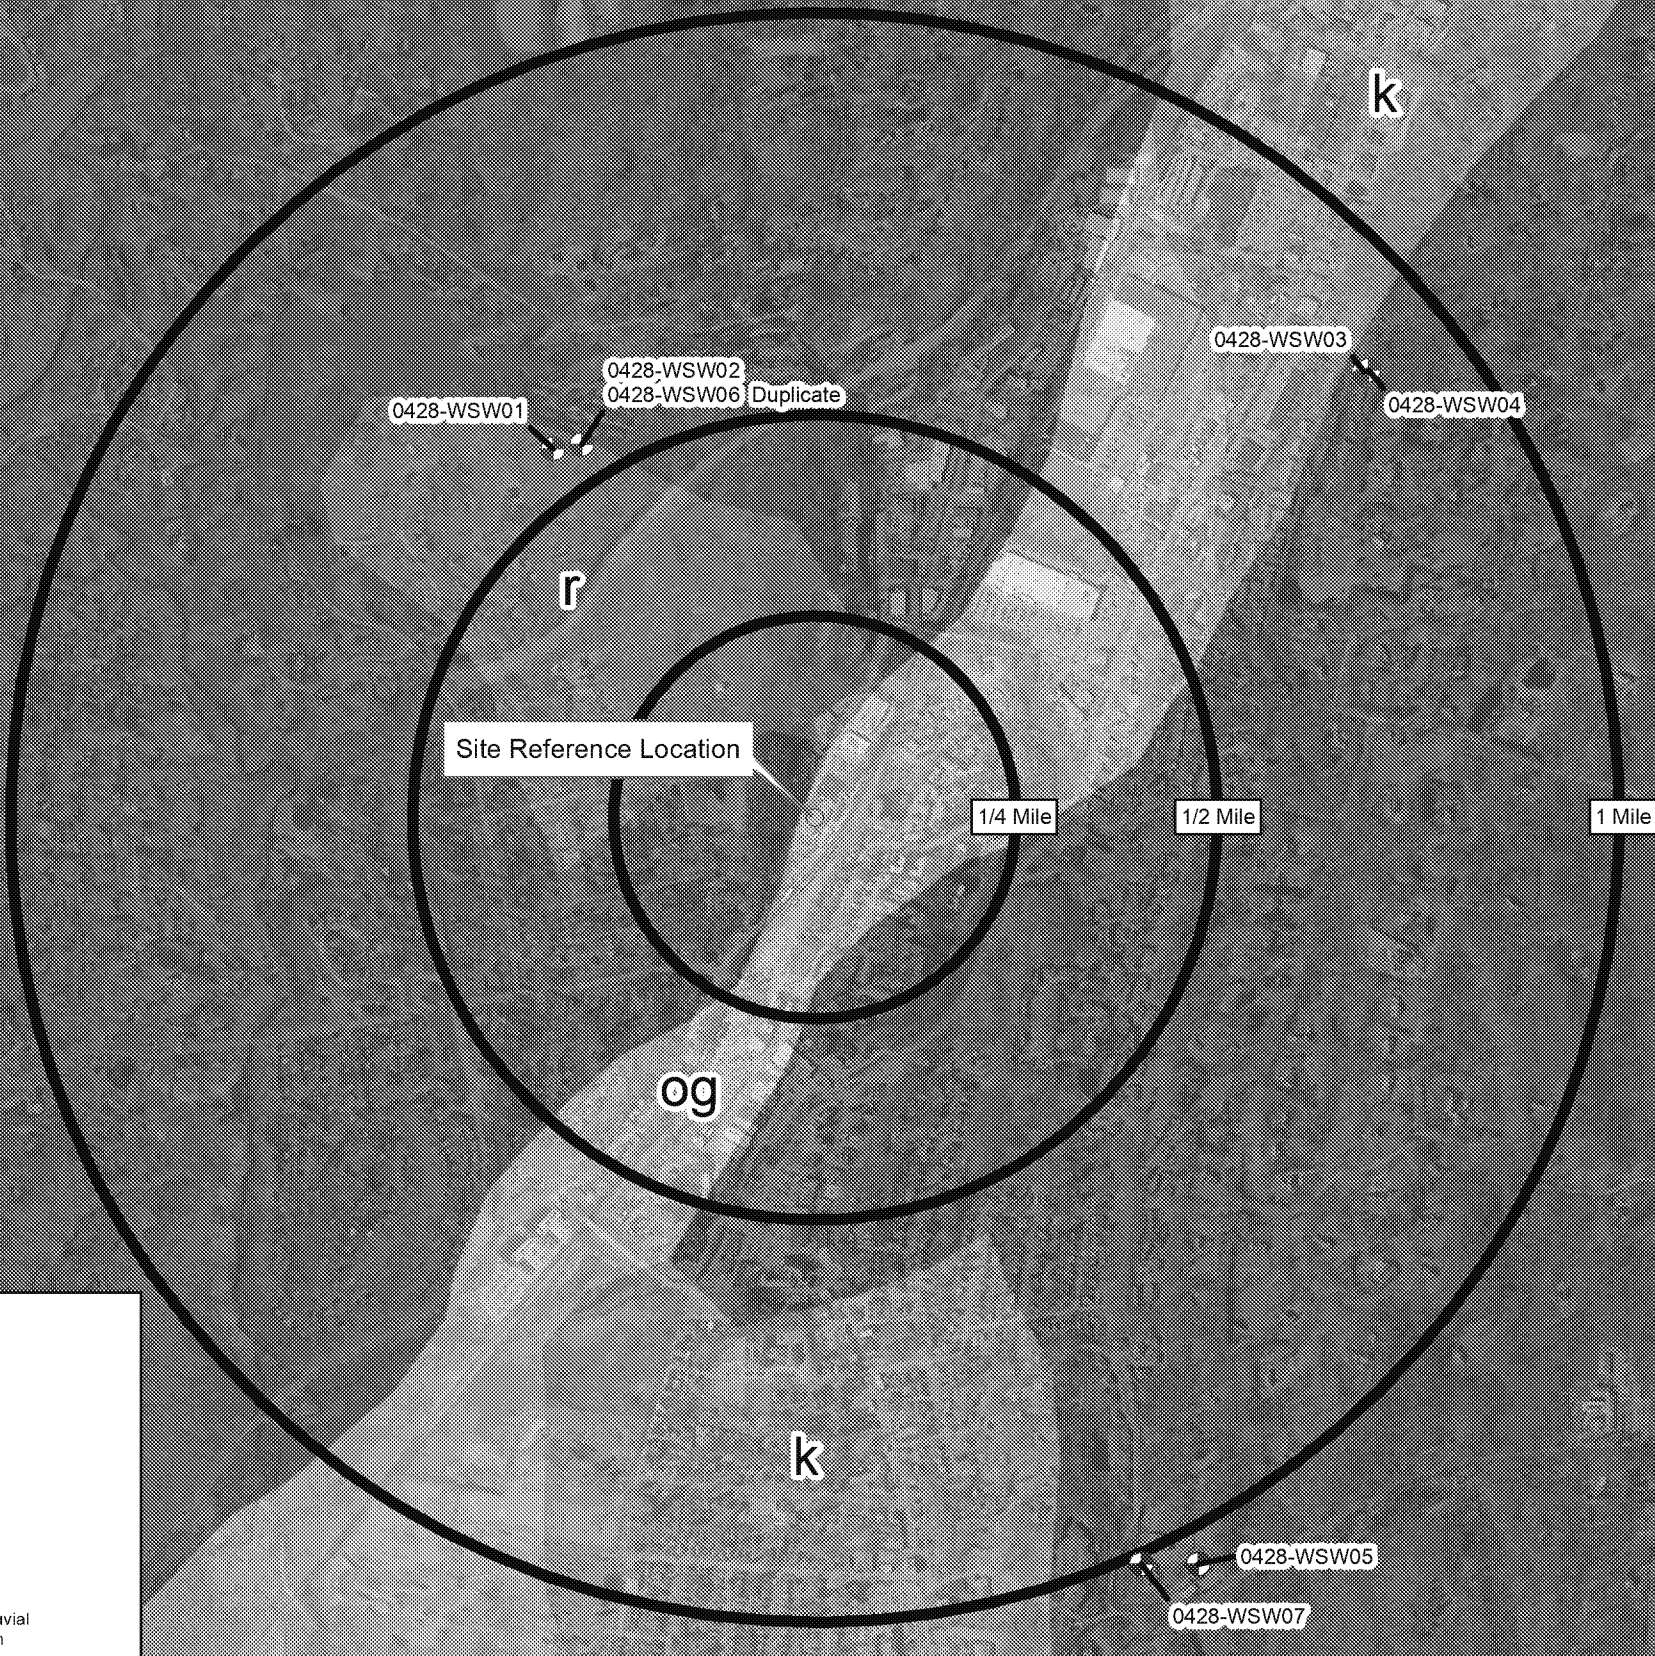 k
0428-WSW03
0428-WSW02
0428-WSW06 Duplicate
0428-WSW01
0428-WSW04
r
Site Reference Location
1/4 Mile
1/2 Mile
1 Mile
og
k
0428-WSW05
0428-WSW07